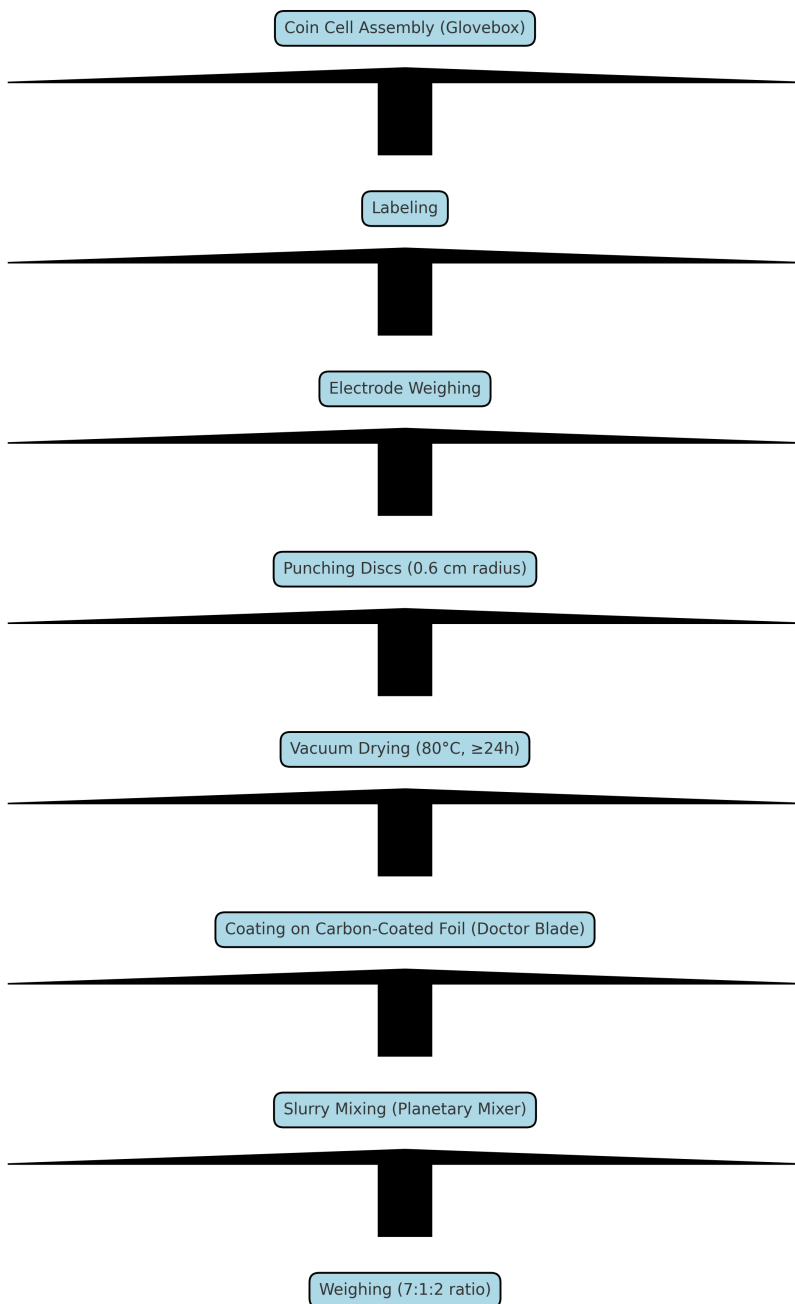 Coin Cell Assembly (Glovebox)
Labeling
Electrode Weighing
Punching Discs (0.6 cm radius)
Vacuum Drying (80°C, ≥24h)
Coating on Carbon-Coated Foil (Doctor Blade)
Slurry Mixing (Planetary Mixer)
Weighing (7:1:2 ratio)